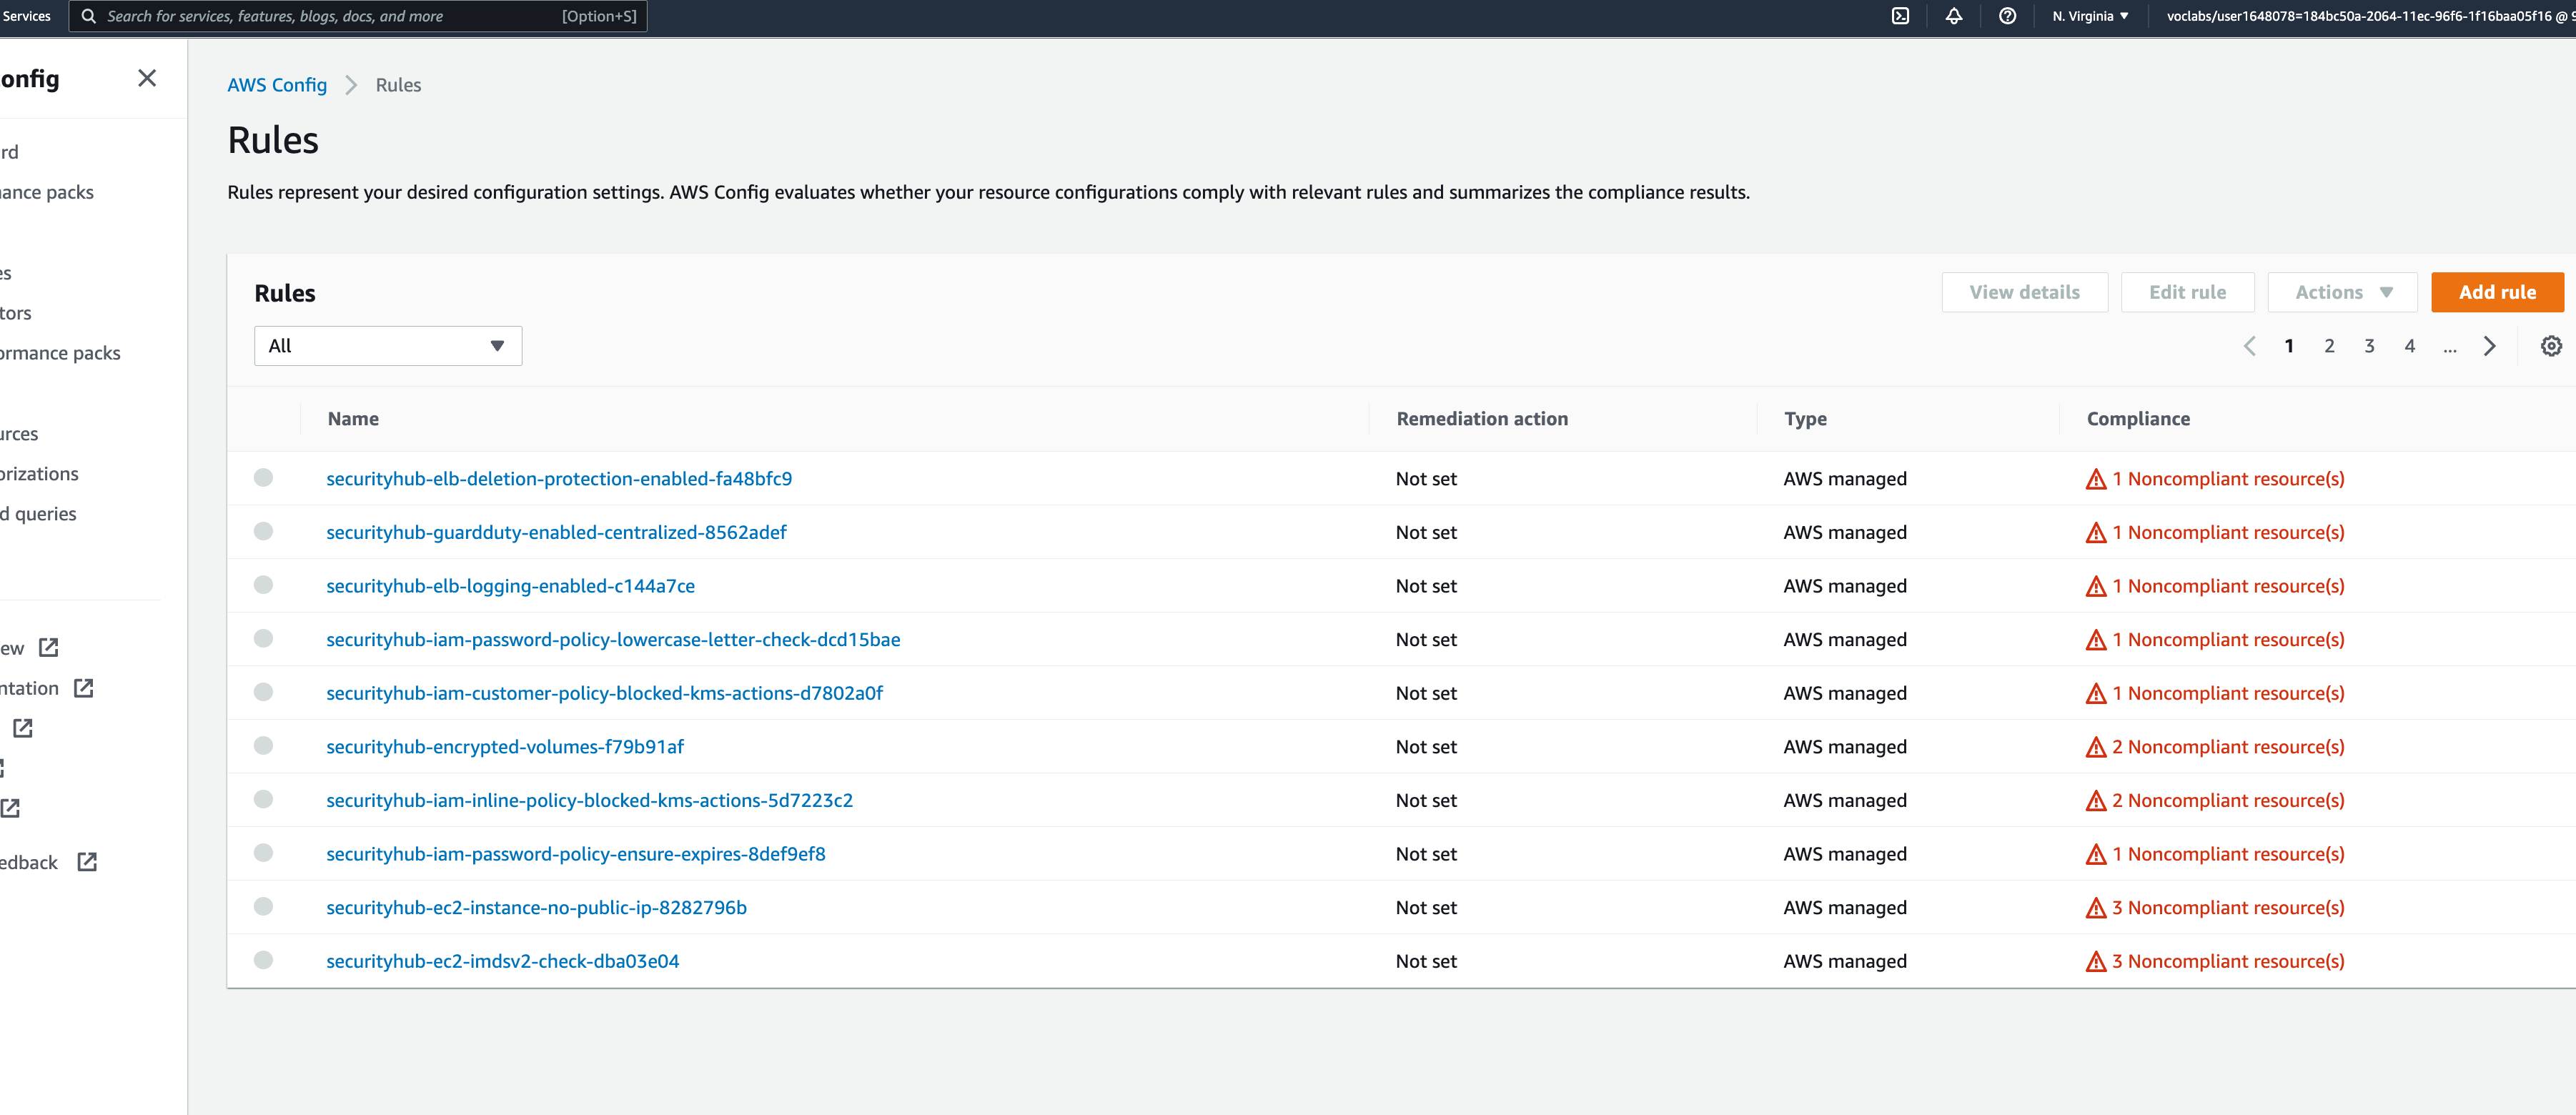 Services Search for services, features, blogs, docs, and more [Option+S] N. Virginia ▼ voclabs/user1648078=184bc50a-2064-11ec-96f6-1f16baa05f16 @ 9
onfig
AWS Config > Rules
Rules
Rules represent your desired configuration settings. AWS Config evaluates whether your resource configurations comply with relevant rules and summarizes the compliance results.
rd
ance packs
es
tors
ormance packs
urces
orizations
d queries
ew
ntation
edback
Rules View details Edit rule Actions ▼ Add rule
All ▼ < 1 2 3 4 ... >
Name Remediation action Type Compliance
securityhub-elb-deletion-protection-enabled-fa48bfc9 Not set AWS managed 1 Noncompliant resource(s)
securityhub-guardduty-enabled-centralized-8562adef Not set AWS managed 1 Noncompliant resource(s)
securityhub-elb-logging-enabled-c144a7ce Not set AWS managed 1 Noncompliant resource(s)
securityhub-iam-password-policy-lowercase-letter-check-dcd15bae Not set AWS managed 1 Noncompliant resource(s)
securityhub-iam-customer-policy-blocked-kms-actions-d7802a0f Not set AWS managed 1 Noncompliant resource(s)
securityhub-encrypted-volumes-f79b91af Not set AWS managed 2 Noncompliant resource(s)
securityhub-iam-inline-policy-blocked-kms-actions-5d7223c2 Not set AWS managed 2 Noncompliant resource(s)
securityhub-iam-password-policy-ensure-expires-8def9ef8 Not set AWS managed 1 Noncompliant resource(s)
securityhub-ec2-instance-no-public-ip-8282796b Not set AWS managed 3 Noncompliant resource(s)
securityhub-ec2-imdsv2-check-dba03e04 Not set AWS managed 3 Noncompliant resource(s)